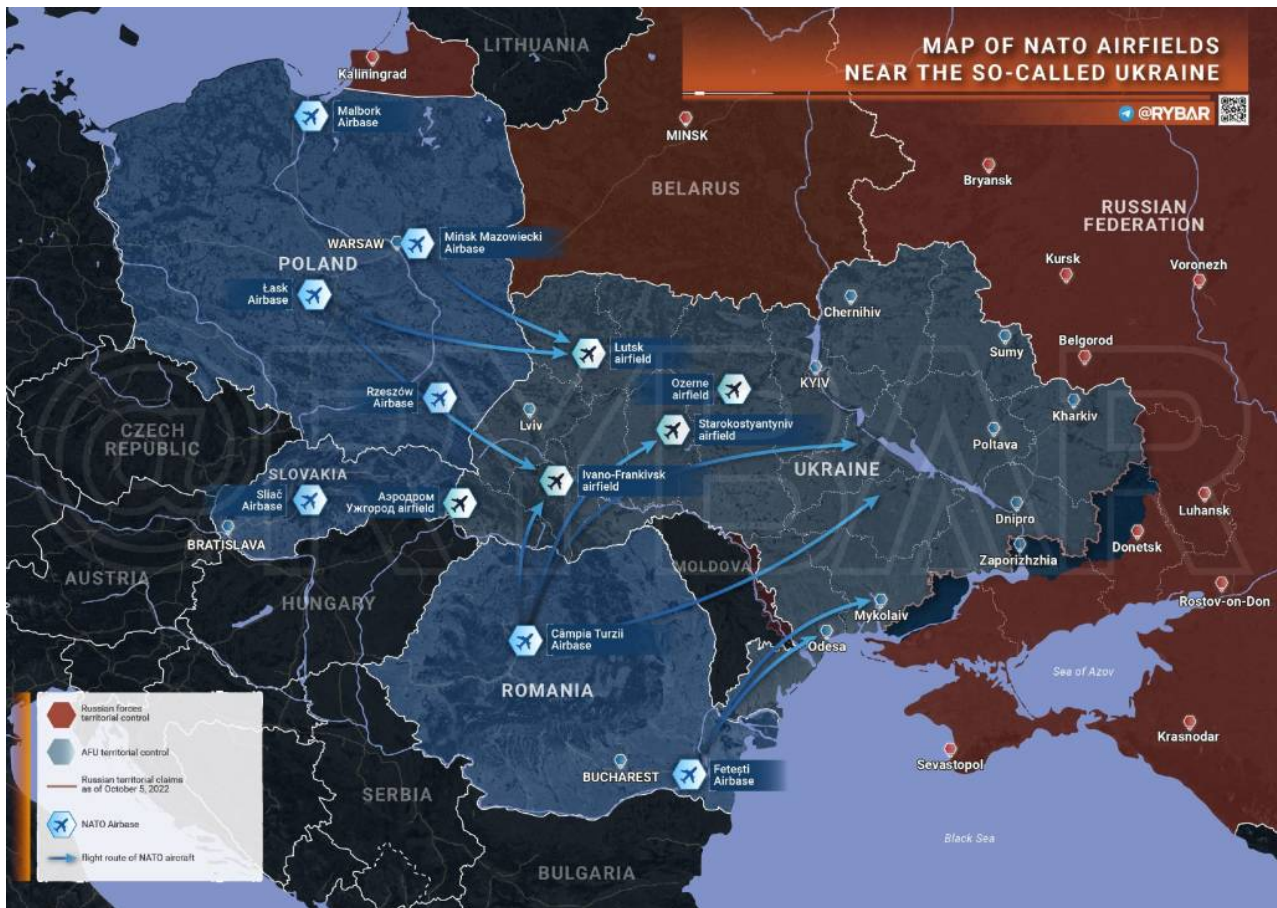 MAP OF NATO AIRFIELDS
NEAR THE SO-CALLED UKRAINE
@RYBAR
LITHUANIA
Kaliningrad
Malbork
Airbase
MINSK
BELARUS
Bryansk
RUSSIAN
FEDERATION
WARSAW
Mińsk Mazowiecki
Airbase
POLAND
Kursk
Voronezh
Łask
Airbase
Chernihiv
Lutsk
airfield
Sumy
Belgorod
Rzeszów
Airbase
Ozerne
airfield
KYIV
Kharkiv
Lviv
Starokostyantyniv
airfield
Poltava
CZECH
REPUBLIC
SLOVAKIA
Ivano-Frankivsk
airfield
UKRAINE
Sliač
Airbase
Аэродром
Ужгород airfield
Luhansk
Dnipro
BRATISLAVA
Donetsk
Zaporizhzhia
AUSTRIA
MOLDOVA
HUNGARY
Rostov-on-Don
Mykolaiv
Câmpia Turzii
Airbase
Odesa
Sea of Azov
ROMANIA
Krasnodar
Sevastopol
BUCHAREST
Fetești
Airbase
SERBIA
Black Sea
BULGARIA
Russian forces
territorial control
AFU territorial control
Russian territorial claims
as of October 5, 2022
NATO Airbase
flight route of NATO aircraft
@RYBAR